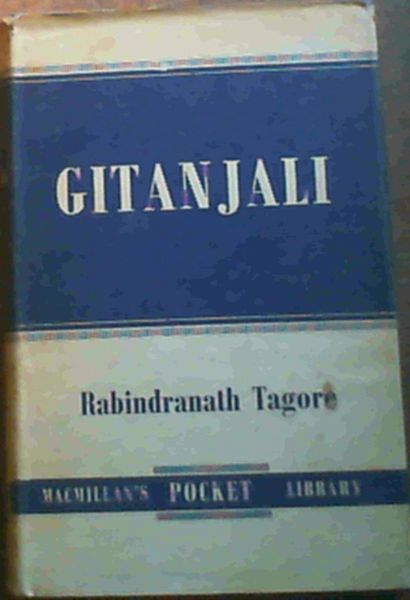 GITANJALI
Rabindranath Tagore
MACMILLAN'S POCKET LIBRARY